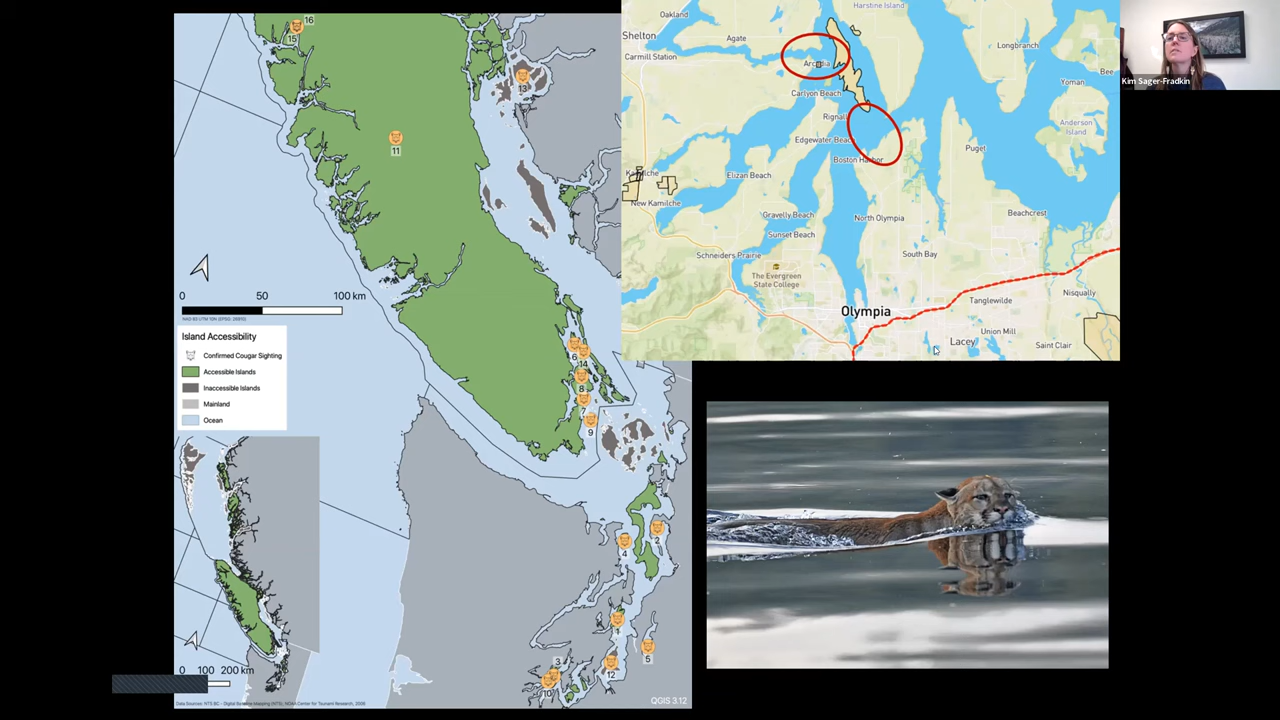 16
15
13
11
0 50 100 km
Island Accessibility
Confirmed Cougar Sighting
Accessible Islands
Inaccessible Islands
Mainland
Ocean
6
14
8
7
9
4
1
5
3
12
10
0 100 200 km
QGIS 3.12
Oakland
Harstine Island
Shelton
Agate
Longbranch
Carmill Station
Arcadia
Bee
Yoman
Carlyon Beach
Anderson
Island
Edgewater Beach
Puget
Boston Harbor
Elizan Beach
New Kamilche
Gravelly Beach
North Olympia
Beachcrest
Sunset Beach
Schneiders Prairie
South Bay
The Evergreen
State College
Nisqually
Tanglewilde
Olympia
Union Mill
Lacey
Saint Clair
Kim Sager-Fradkin